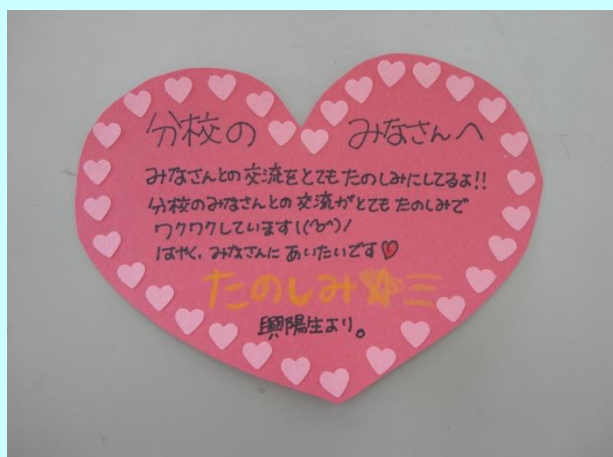 分校の みなさんへ
みなさんとの交流をとてもたのしみにしてるよ!!
分校のみなさんとの交流がとてもたのしみで
ワクワクしています\(^o^)/
はやく、みなさんにあいたいです♥
たのしみ☆三
興陽生より。